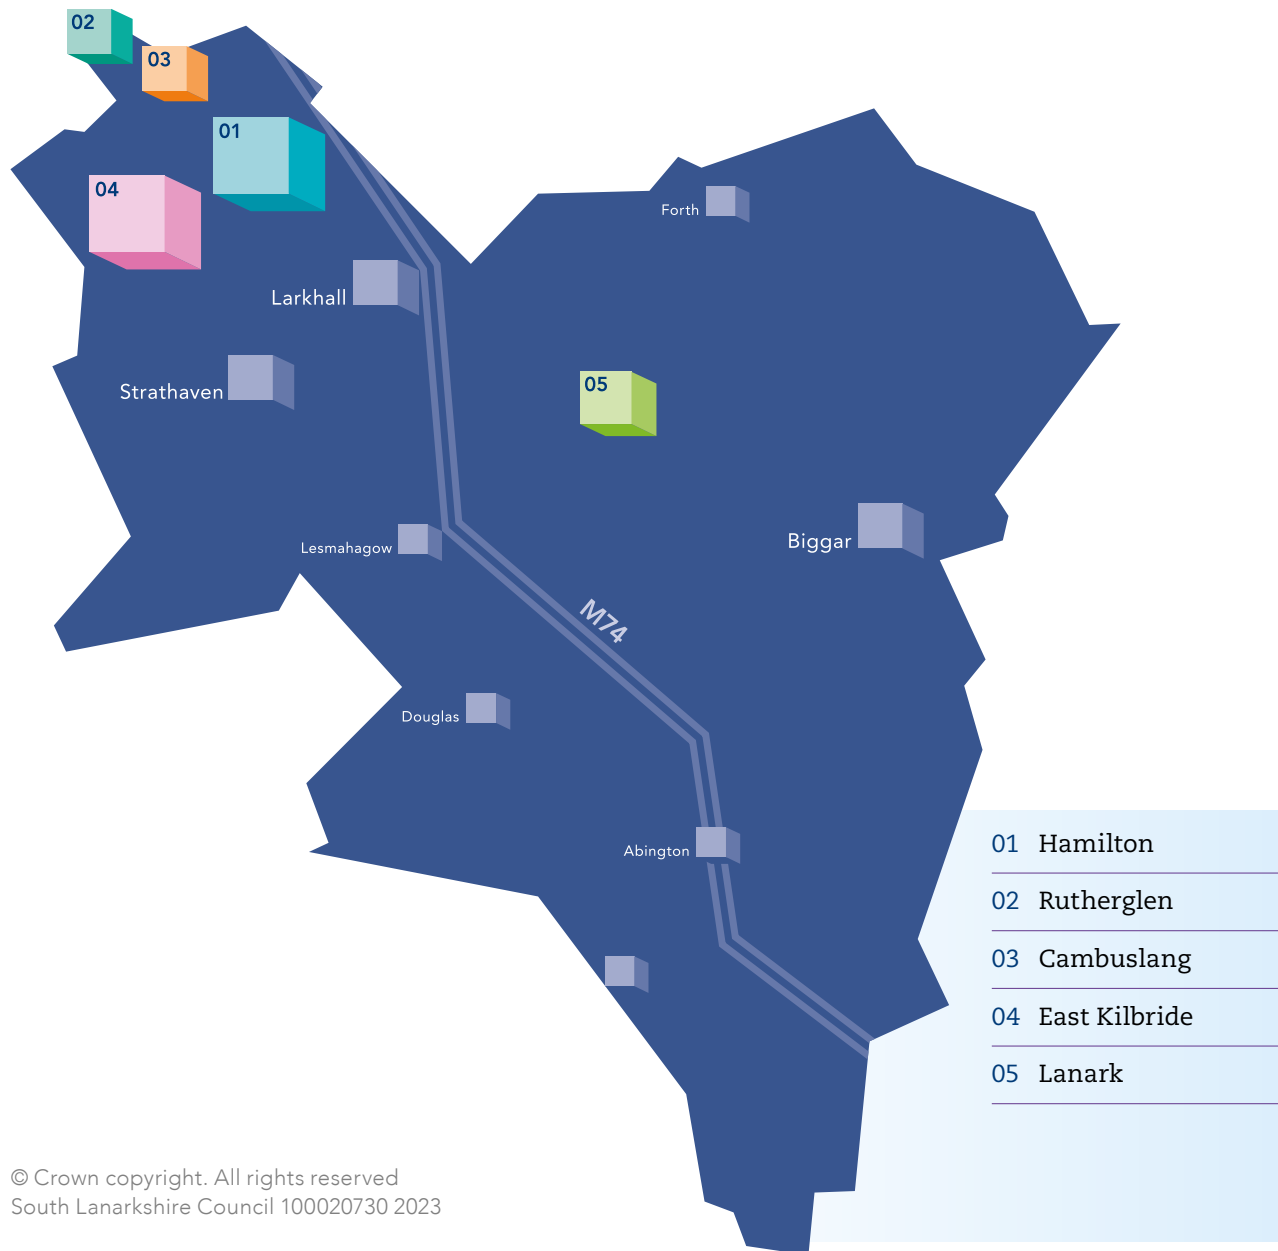 02
03
01
04
Forth
Larkhall
05
Strathaven
Biggar
Lesmahagow
M74
Douglas
Abington
01 Hamilton
02 Rutherglen
03 Cambuslang
04 East Kilbride
05 Lanark
© Crown copyright. All rights reserved
South Lanarkshire Council 100020730 2023